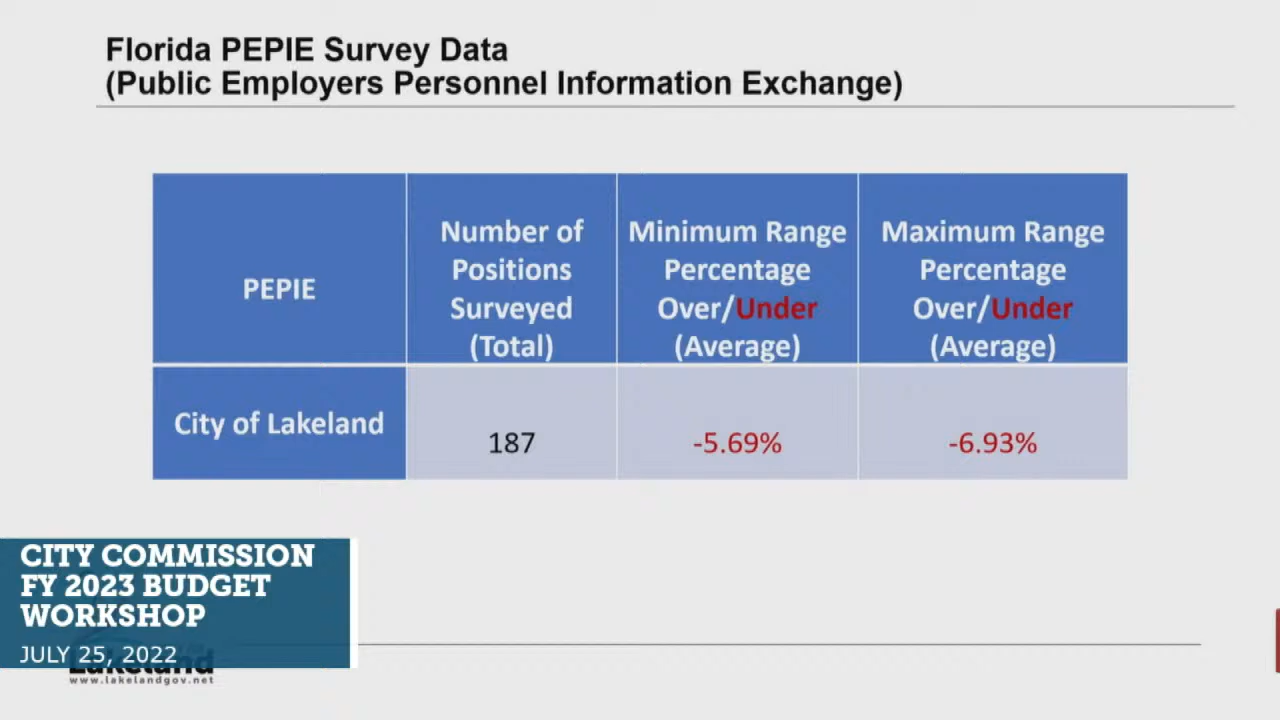 Florida PEPIE Survey Data
(Public Employers Personnel Information Exchange)
PEPIE
Number of
Positions
Surveyed
(Total)
Minimum Range
Percentage
Over/Under
(Average)
Maximum Range
Percentage
Over/Under
(Average)
City of Lakeland
187
-5.69%
-6.93%
CITY COMMISSION
FY 2023 BUDGET
WORKSHOP
JULY 25, 2022
Lakeland
www.lakelandgov.net